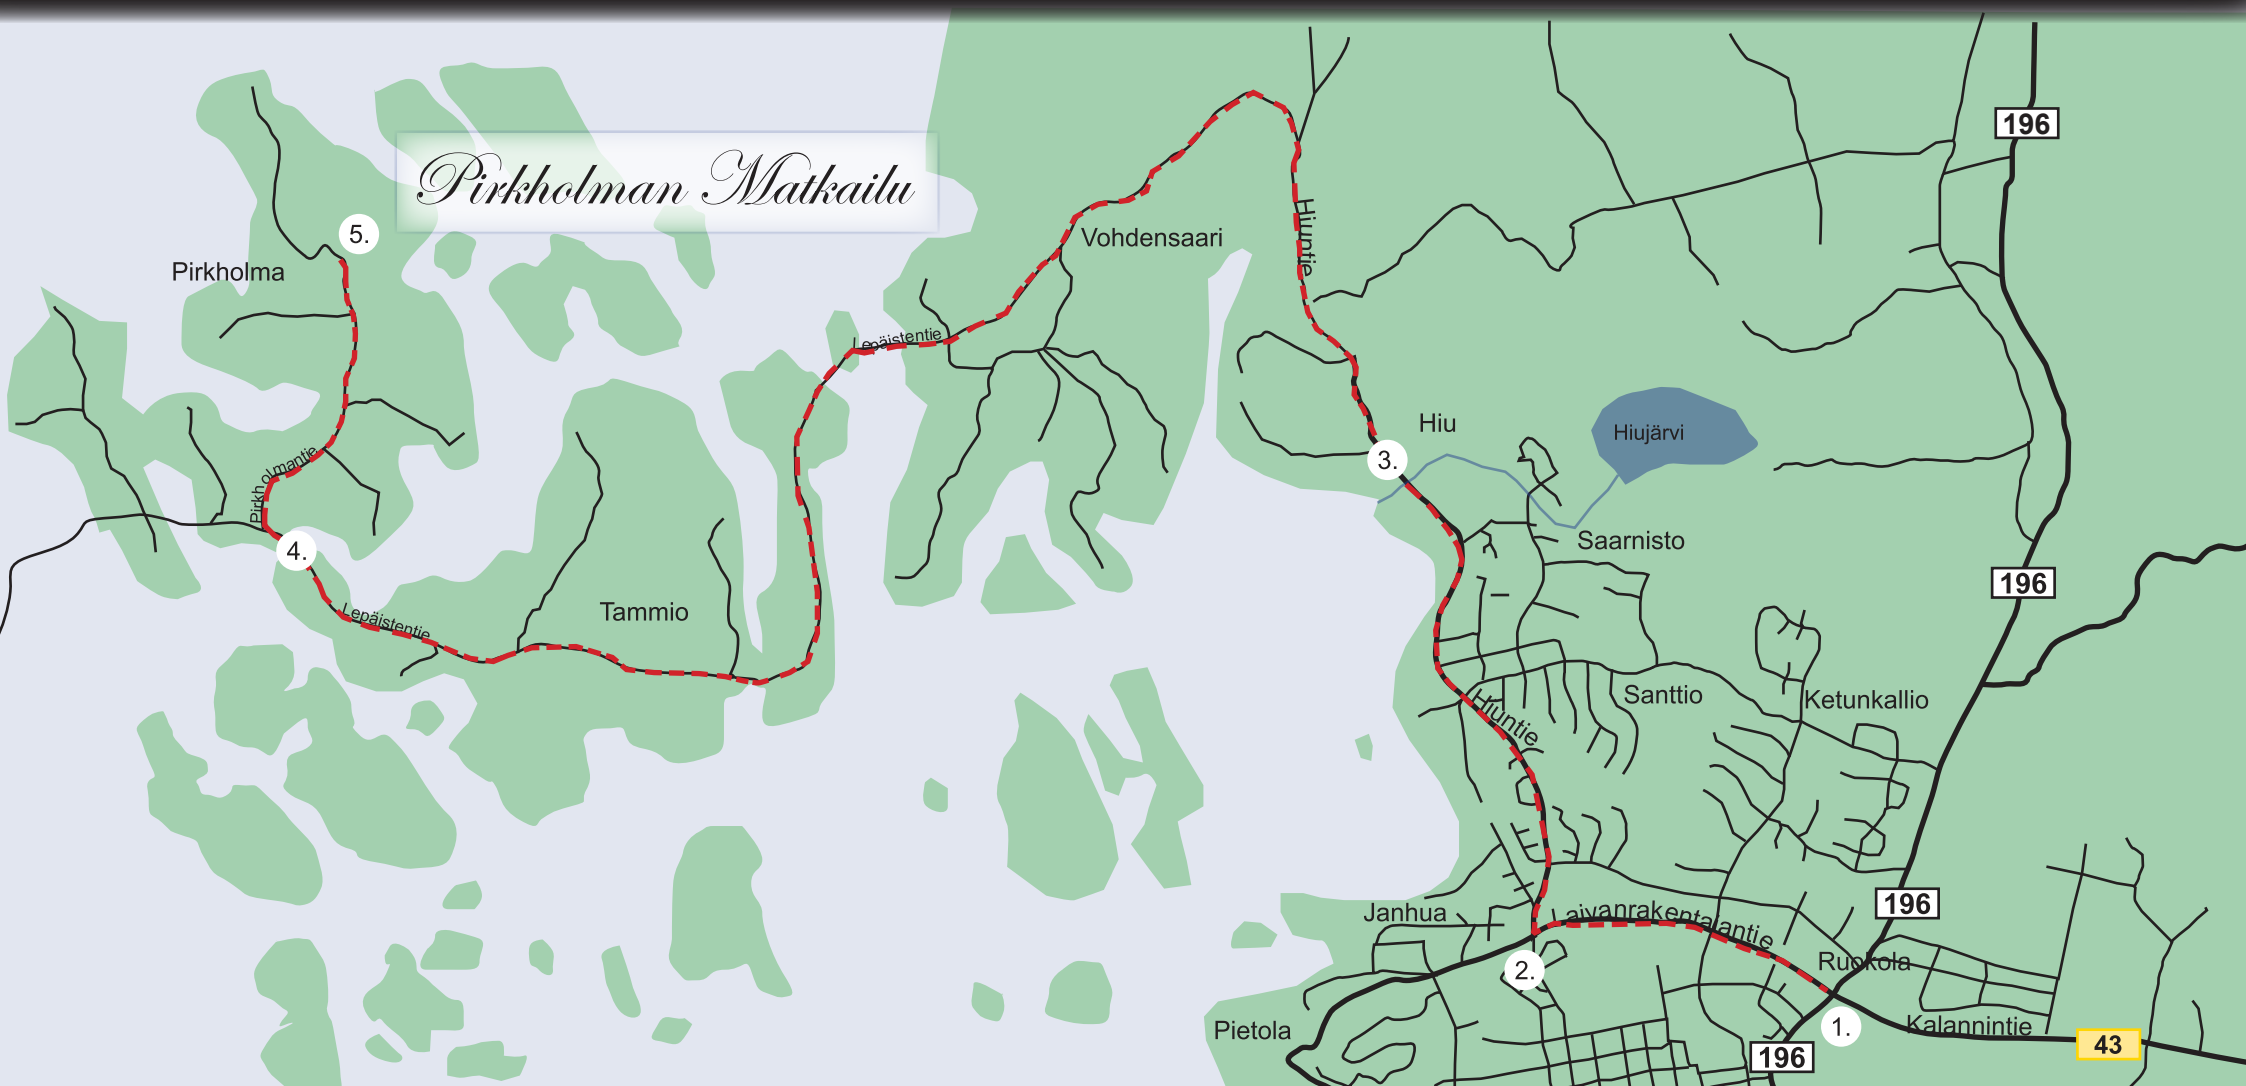 196
Pirkholman Matkailu
Hiuntie
5.
Vohdensaari
Pirkholma
Lepäistentie
Hiu
Hiujärvi
3.
Pirkholmantie
Saarnisto
4.
196
Lepäistentie
Tammio
Santtio
Ketunkallio
Hiuntie
196
Janhua
Laivanrakentajantie
Ruokola
2.
Pietola
1.
Kalannintie
43
196